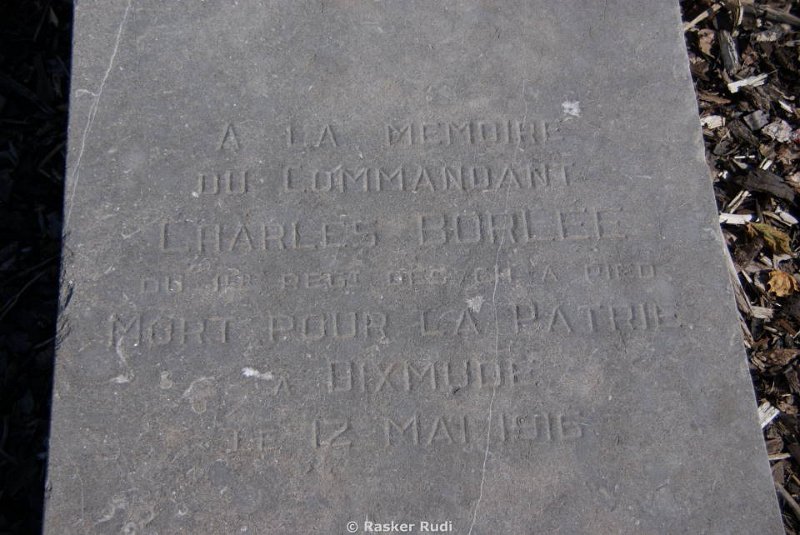 A LA MEMOIRE
DU COMMANDANT
CHARLES BORLEE
DU 1ER REGT DES CH. A PIED
MORT POUR LA PATRIE
A DIXMUDE
LE 12 MAI 1916
© Rasker Rudi